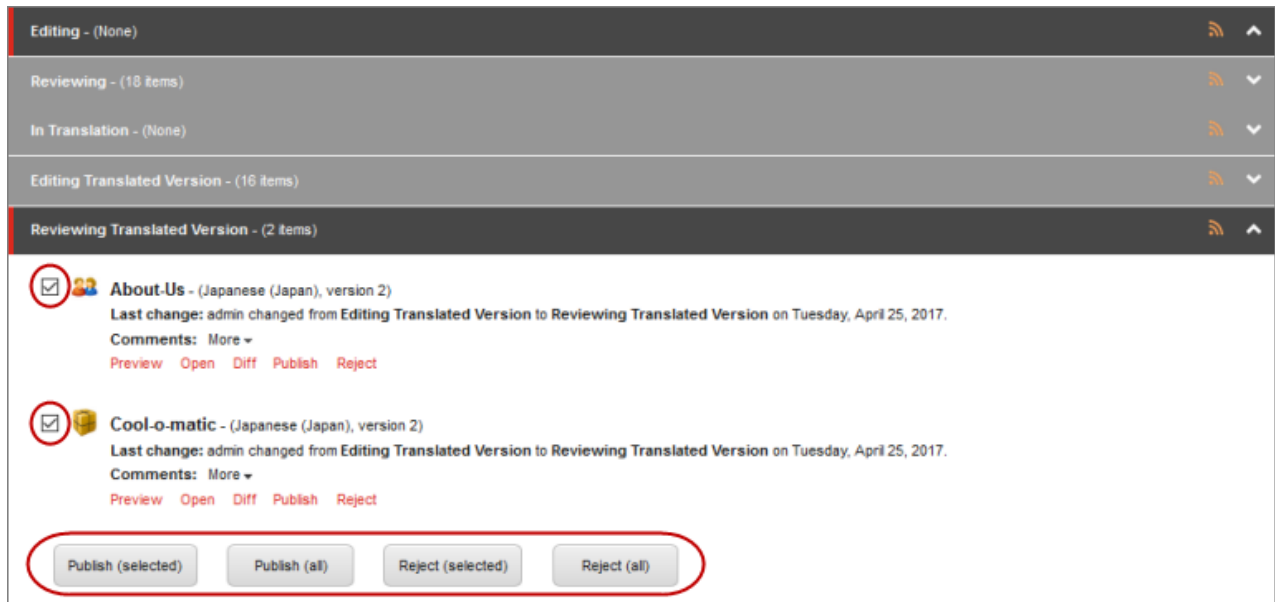 Editing - (None)
Reviewing - (18 items)
In Translation - (None)
Editing Translated Version - (16 items)
Reviewing Translated Version - (2 items)
About-Us - (Japanese (Japan), version 2)
Last change: admin changed from Editing Translated Version to Reviewing Translated Version on Tuesday, April 25, 2017.
Comments: More
Preview Open Diff Publish Reject
Cool-o-matic - (Japanese (Japan), version 2)
Last change: admin changed from Editing Translated Version to Reviewing Translated Version on Tuesday, April 25, 2017.
Comments: More
Preview Open Diff Publish Reject
Publish (selected) Publish (all) Reject (selected) Reject (all)